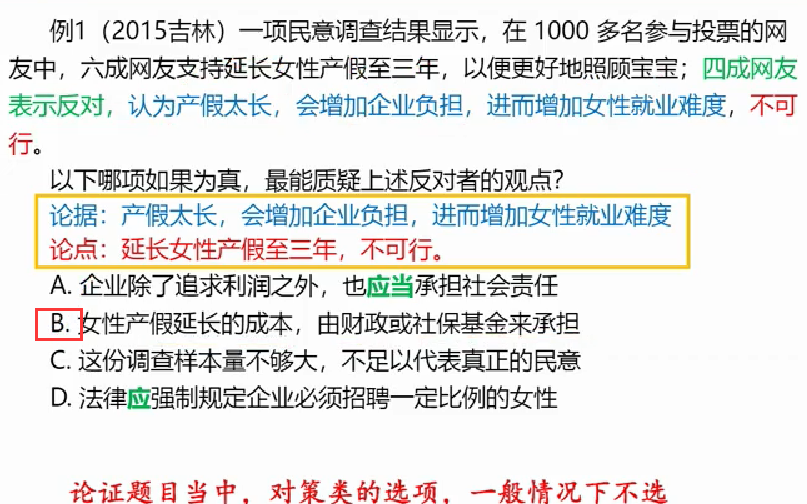 例1（2015吉林）一项民意调查结果显示，在 1000 多名参与投票的网
友中，六成网友支持延长女性产假至三年，以便更好地照顾宝宝；四成网友
表示反对，认为产假太长，会增加企业负担，进而增加女性就业难度，不可
行。
以下哪项如果为真，最能质疑上述反对者的观点？
论据：产假太长，会增加企业负担，进而增加女性就业难度
论点：延长女性产假至三年，不可行。
A. 企业除了追求利润之外，也应当承担社会责任
B. 女性产假延长的成本，由财政或社保基金来承担
C. 这份调查样本量不够大，不足以代表真正的民意
D. 法律应强制规定企业必须招聘一定比例的女性
论证题目当中，对策类的选项，一般情况下不选